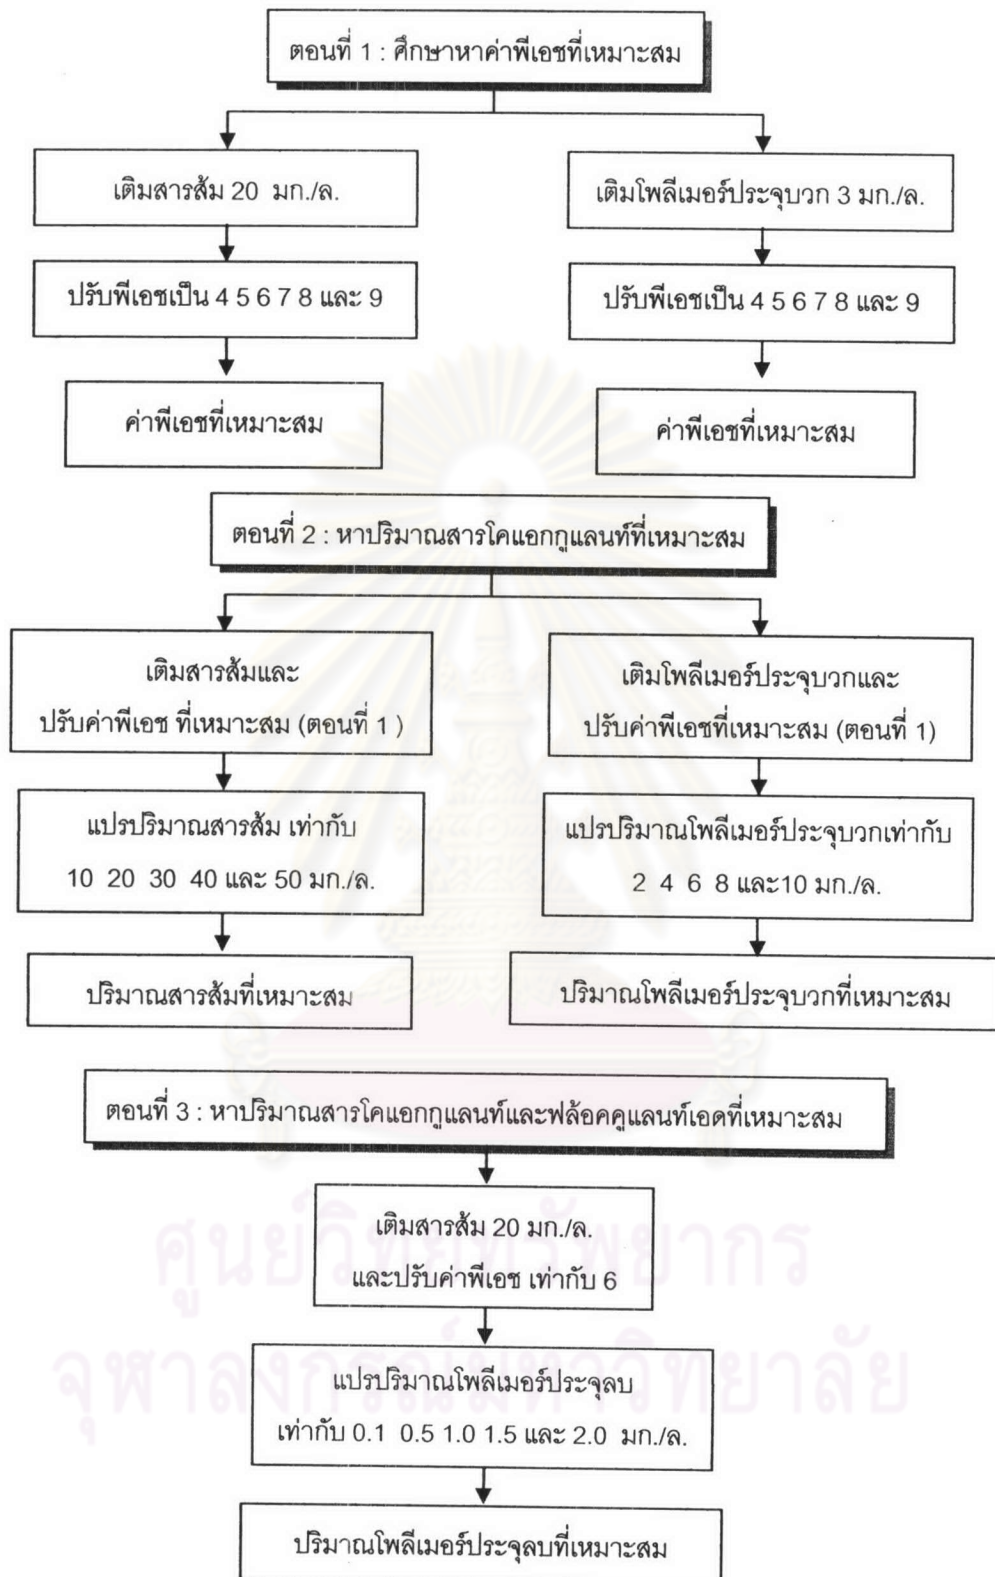 ตอนที่ 1 : ศึกษาหาค่าพีเอชที่เหมาะสม
เติมสารส้ม 20 มก./ล.
เติมโพลีเมอร์ประจุบวก 3 มก./ล.
ปรับพีเอชเป็น 4 5 6 7 8 และ 9
ปรับพีเอชเป็น 4 5 6 7 8 และ 9
ค่าพีเอชที่เหมาะสม
ค่าพีเอชที่เหมาะสม
ตอนที่ 2 : หาปริมาณสารโคแอกกูแลนท์ที่เหมาะสม
เติมสารส้มและ
ปรับค่าพีเอช ที่เหมาะสม (ตอนที่ 1 )
เติมโพลีเมอร์ประจุบวกและ
ปรับค่าพีเอชที่เหมาะสม (ตอนที่ 1)
แปรปริมาณสารส้ม เท่ากับ
10 20 30 40 และ 50 มก./ล.
แปรปริมาณโพลีเมอร์ประจุบวกเท่ากับ
2 4 6 8 และ10 มก./ล.
ปริมาณสารส้มที่เหมาะสม
ปริมาณโพลีเมอร์ประจุบวกที่เหมาะสม
ตอนที่ 3 : หาปริมาณสารโคแอกกูแลนท์และฟล้อคคูแลนท์เอดที่เหมาะสม
เติมสารส้ม 20 มก./ล.
และปรับค่าพีเอช เท่ากับ 6
แปรปริมาณโพลีเมอร์ประจุลบ
เท่ากับ 0.1 0.5 1.0 1.5 และ 2.0 มก./ล.
ปริมาณโพลีเมอร์ประจุลบที่เหมาะสม
ศูนย์วิทยทรัพยากร
จุฬาลงกรณ์มหาวิทยาลัย